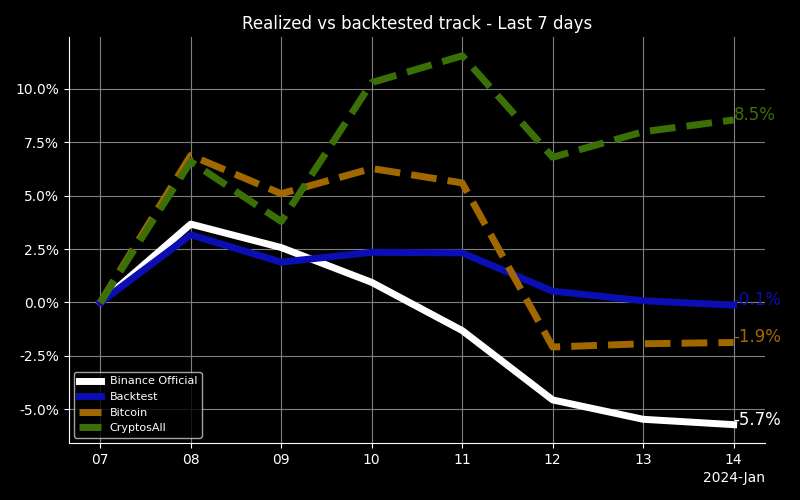 Realized vs backtested track - Last 7 days
10.0%
7.5%
5.0%
2.5%
0.0%
-2.5%
-5.0%
8.5%
-0.1%
-1.9%
-5.7%
Binance Official
Backtest
Bitcoin
CryptosAll
07 08 09 10 11 12 13 14
2024-Jan